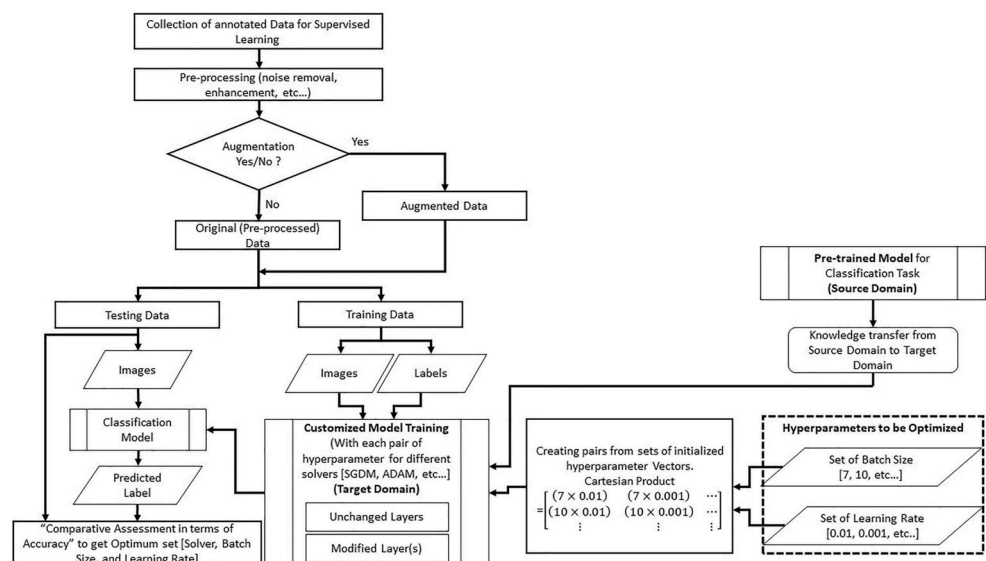 Collection of annotated Data for Supervised
Learning
Pre-processing (noise removal,
enhancement, etc...)
Augmentation
Yes/No ?
Yes
No
Augmented Data
Original (Pre-processed)
Data
Testing Data
Training Data
Images
Images
Labels
Classification
Model
Predicted
Label
"Comparative Assessment in terms of
Accuracy" to get Optimum set [Solver, Batch
Size, and Learning Rate]
Customized Model Training
(With each pair of
hyperparameter for different
solvers [SGDM, ADAM, etc...]
(Target Domain)
Unchanged Layers
Modified Layer(s)
Pre-trained Model for
Classification Task
(Source Domain)
Knowledge transfer from
Source Domain to Target
Domain
Creating pairs from sets of initialized
hyperparameter Vectors.
Cartesian Product
= [(7 × 0.01) (7 × 0.001) ⋯
(10 × 0.01) (10 × 0.001) ⋯
⋮ ⋮ ⋮]
Hyperparameters to be Optimized
Set of Batch Size
[7, 10, etc...]
Set of Learning Rate
[0.01, 0.001, etc..]